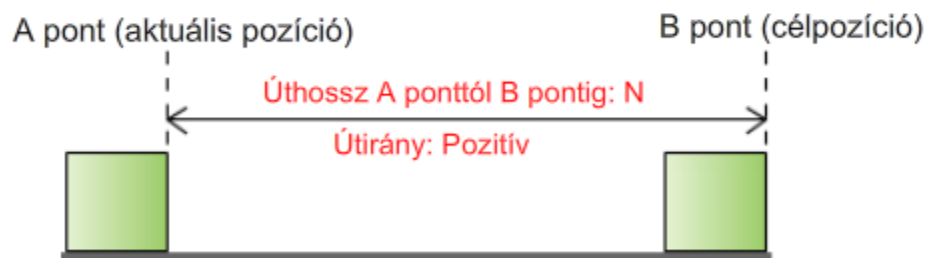 A pont (aktuális pozíció)
B pont (célpozíció)
Úthossz A ponttól B pontig: N
Útirány: Pozitív